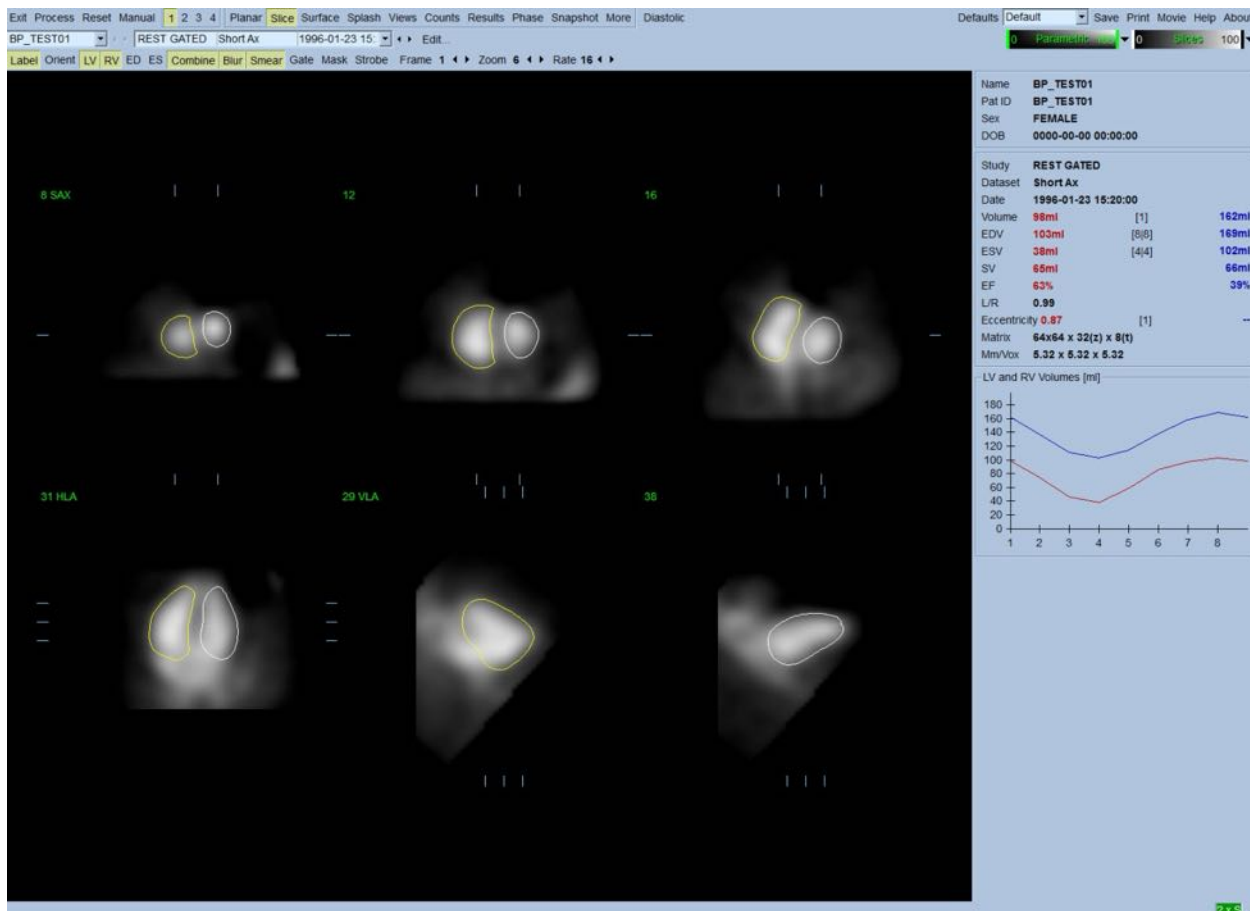 Exit Process Reset Manual 1 2 3 4 Planar Slice Surface Splash Views Counts Results Phase Snapshot More Diastolic Defaults Default Save Print Movie Help About
BP_TEST01 REST GATED Short Ax 1996-01-23 15: Edit... 0 Parametric 0 Slices 100
Label Orient LV RV ED ES Combine Blur Smear Gate Mask Strobe Frame 1 Zoom 6 Rate 16
Name BP_TEST01
Pat ID BP_TEST01
Sex FEMALE
DOB 0000-00-00 00:00:00
Study REST GATED
Dataset Short Ax
Date 1996-01-23 15:20:00
Volume 98ml [1] 162ml
EDV 103ml [8|8] 169ml
ESV 38ml [4|4] 102ml
SV 65ml 66ml
EF 63% 39%
L/R 0.99
Eccentricity 0.87 [1] --
Matrix 64x64 x 32(z) x 8(t)
Mm/Vox 5.32 x 5.32 x 5.32
LV and RV Volumes [ml]
180
160
140
120
100
80
60
40
20
0
1 2 3 4 5 6 7 8
8 SAX 12 16
31 HLA 29 VLA 38